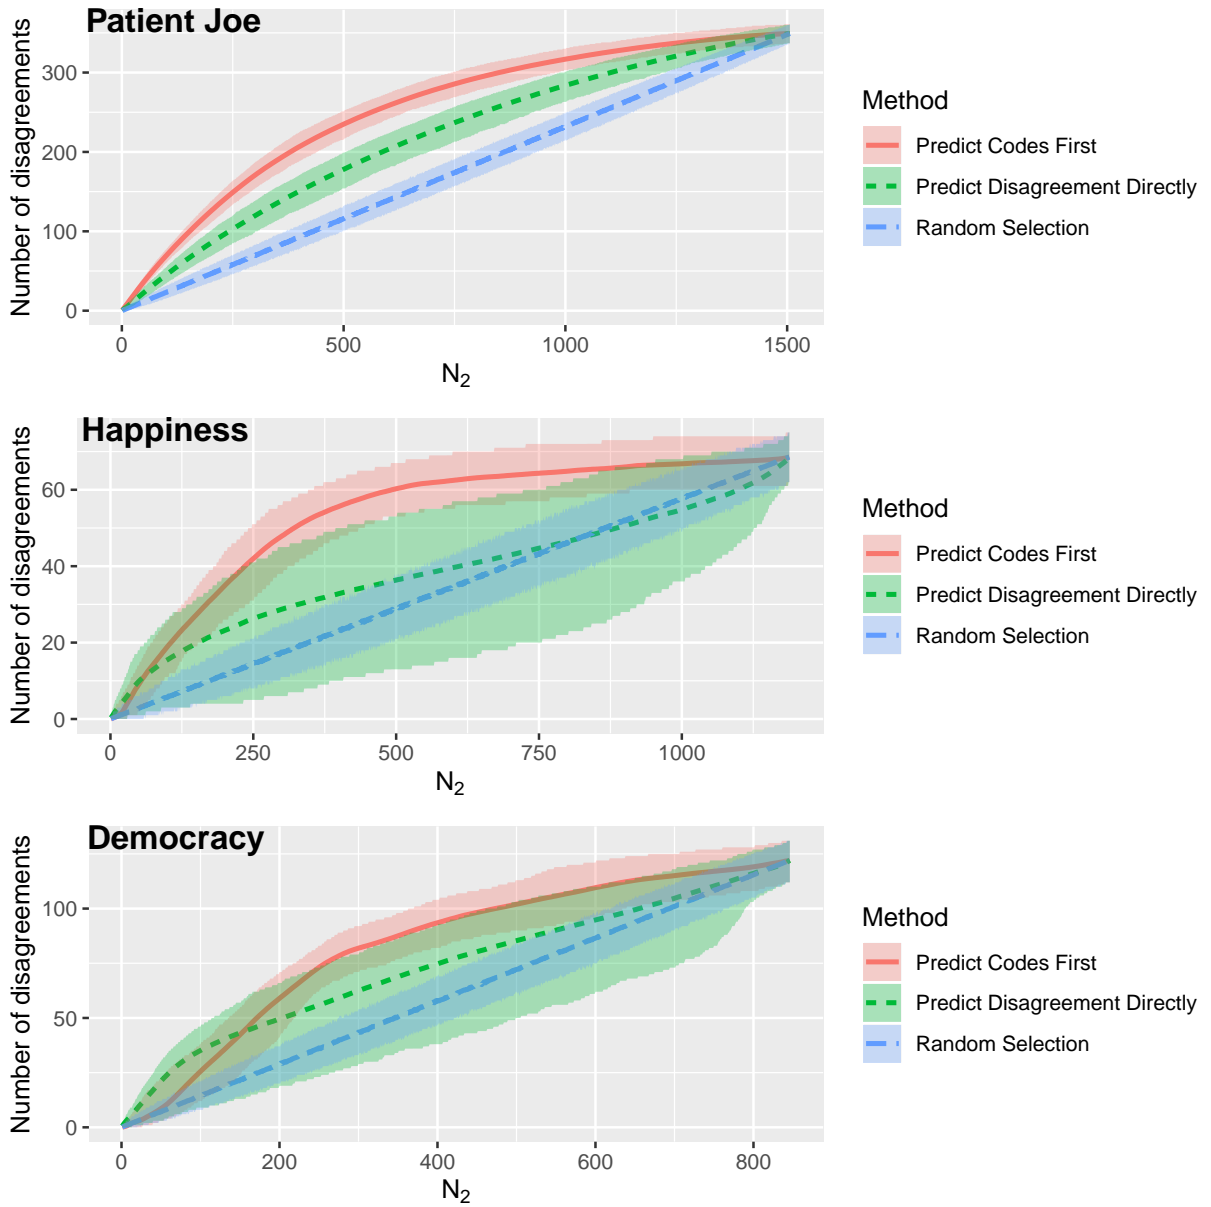 Patient Joe
Number of disagreements
300
200
100
0
0 500 1000 1500
N₂
Method
Predict Codes First
Predict Disagreement Directly
Random Selection
Happiness
Number of disagreements
60
40
20
0
0 250 500 750 1000
N₂
Method
Predict Codes First
Predict Disagreement Directly
Random Selection
Democracy
Number of disagreements
100
50
0
0 200 400 600 800
N₂
Method
Predict Codes First
Predict Disagreement Directly
Random Selection